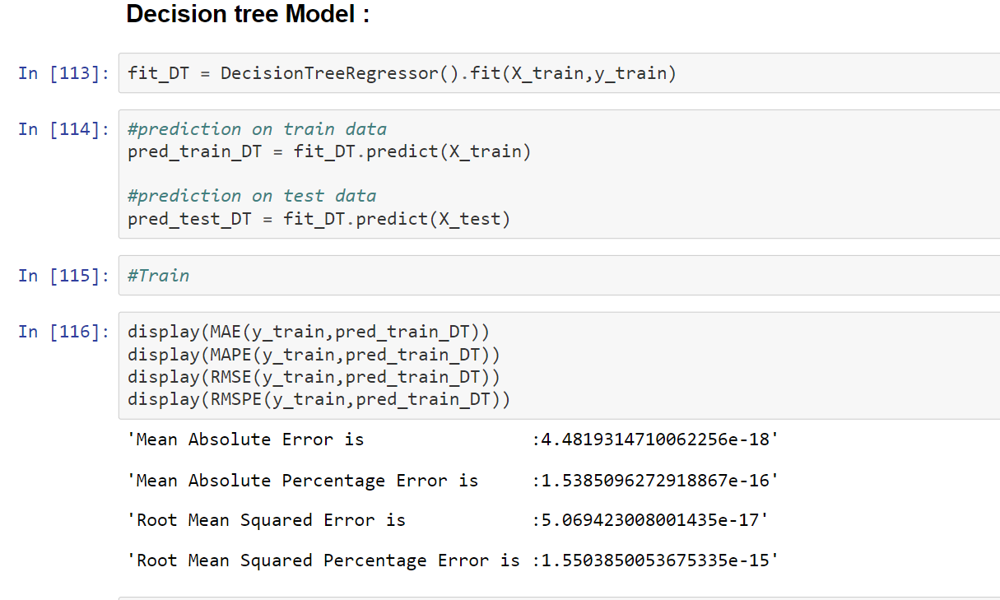 Decision tree Model :
In [113]: fit_DT = DecisionTreeRegressor().fit(X_train,y_train)
In [114]: #prediction on train data
pred_train_DT = fit_DT.predict(X_train)
#prediction on test data
pred_test_DT = fit_DT.predict(X_test)
In [115]: #Train
In [116]: display(MAE(y_train,pred_train_DT))
display(MAPE(y_train,pred_train_DT))
display(RMSE(y_train,pred_train_DT))
display(RMSPE(y_train,pred_train_DT))
'Mean Absolute Error is                :4.4819314710062256e-18'
'Mean Absolute Percentage Error is     :1.5385096272918867e-16'
'Root Mean Squared Error is            :5.069423008001435e-17'
'Root Mean Squared Percentage Error is :1.5503850053675335e-15'